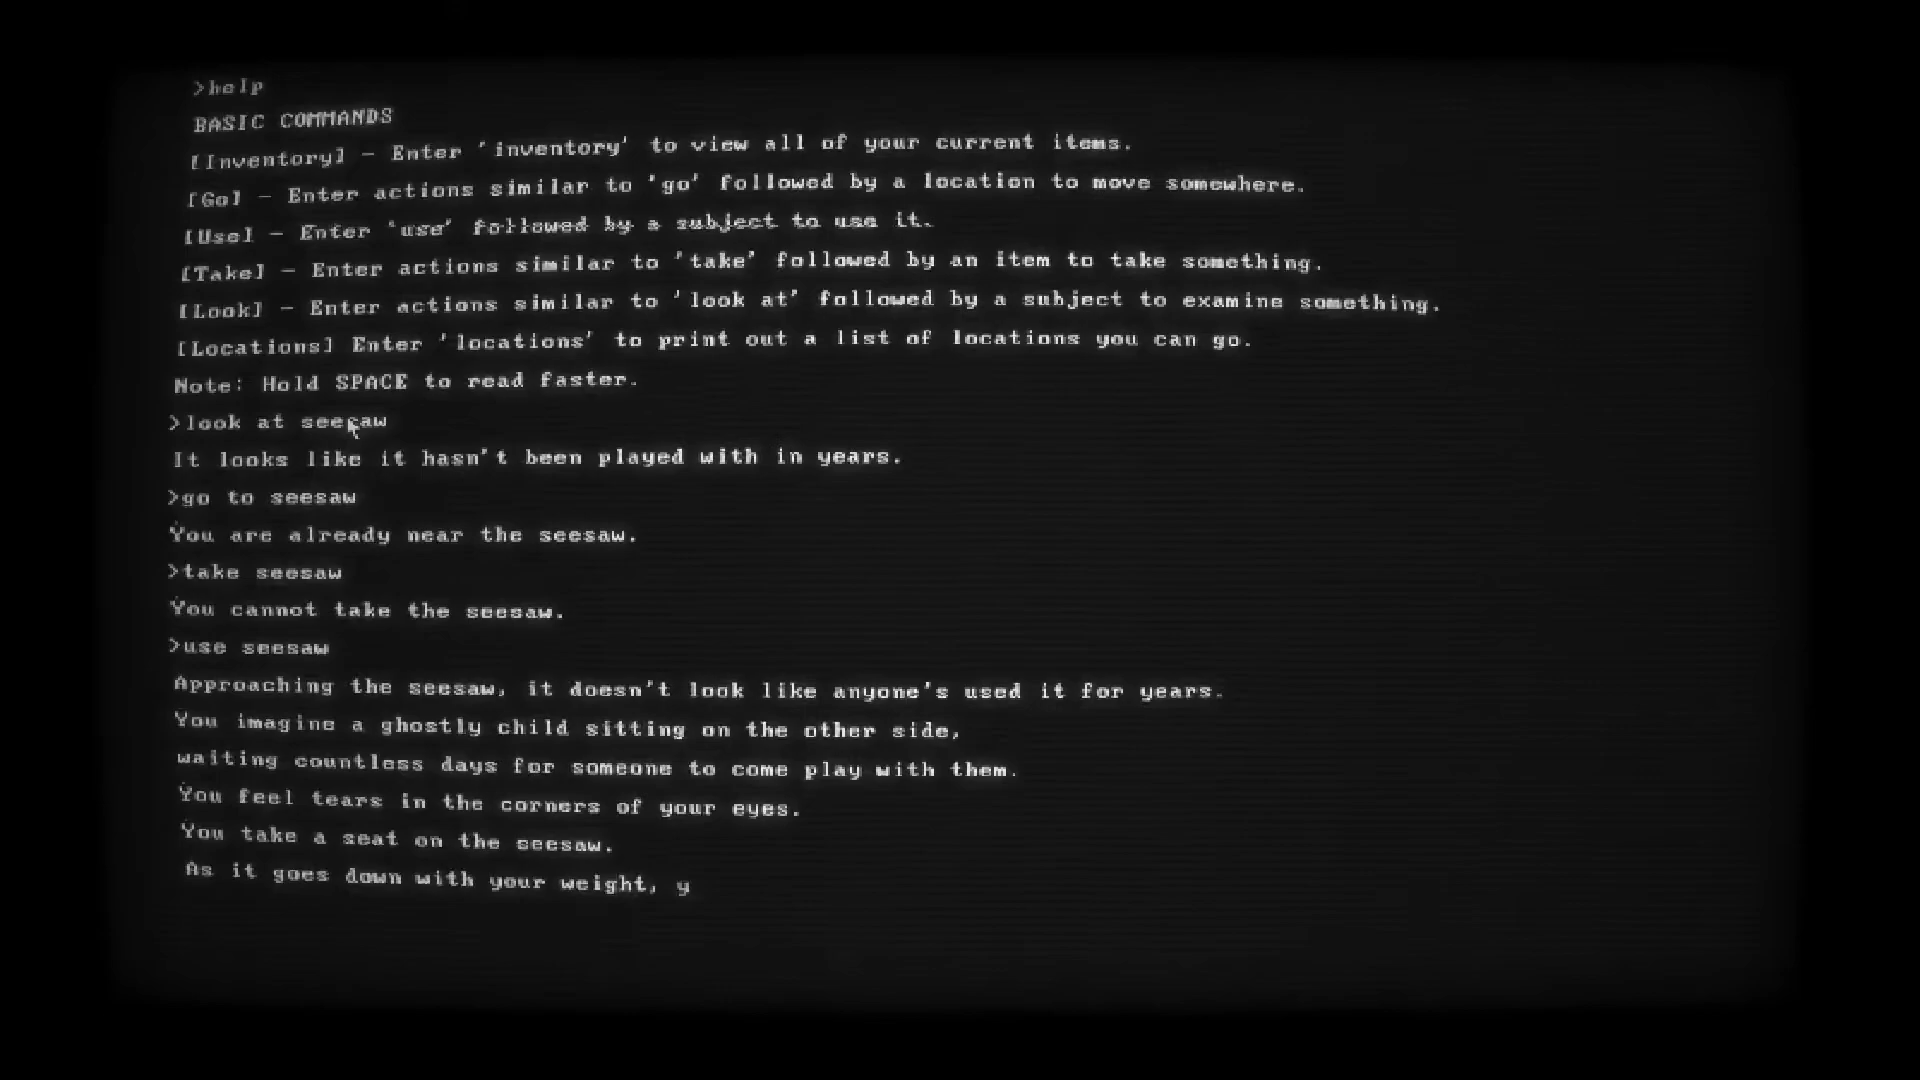 >help
BASIC COMMANDS
[Inventory] - Enter 'inventory' to view all of your current items.
[Go] - Enter actions similar to 'go' followed by a location to move somewhere.
[Use] - Enter 'use' followed by a subject to use it.
[Take] - Enter actions similar to 'take' followed by an item to take something.
[Look] - Enter actions similar to 'look at' followed by a subject to examine something.
[Locations] Enter 'locations' to print out a list of locations you can go.
Note: Hold SPACE to read faster.
>look at seesaw
It looks like it hasn't been played with in years.
>go to seesaw
You are already near the seesaw.
>take seesaw
You cannot take the seesaw.
>use seesaw
Approaching the seesaw, it doesn't look like anyone's used it for years.
You imagine a ghostly child sitting on the other side,
waiting countless days for someone to come play with them.
You feel tears in the corners of your eyes.
You take a seat on the seesaw.
As it goes down with your weight, y